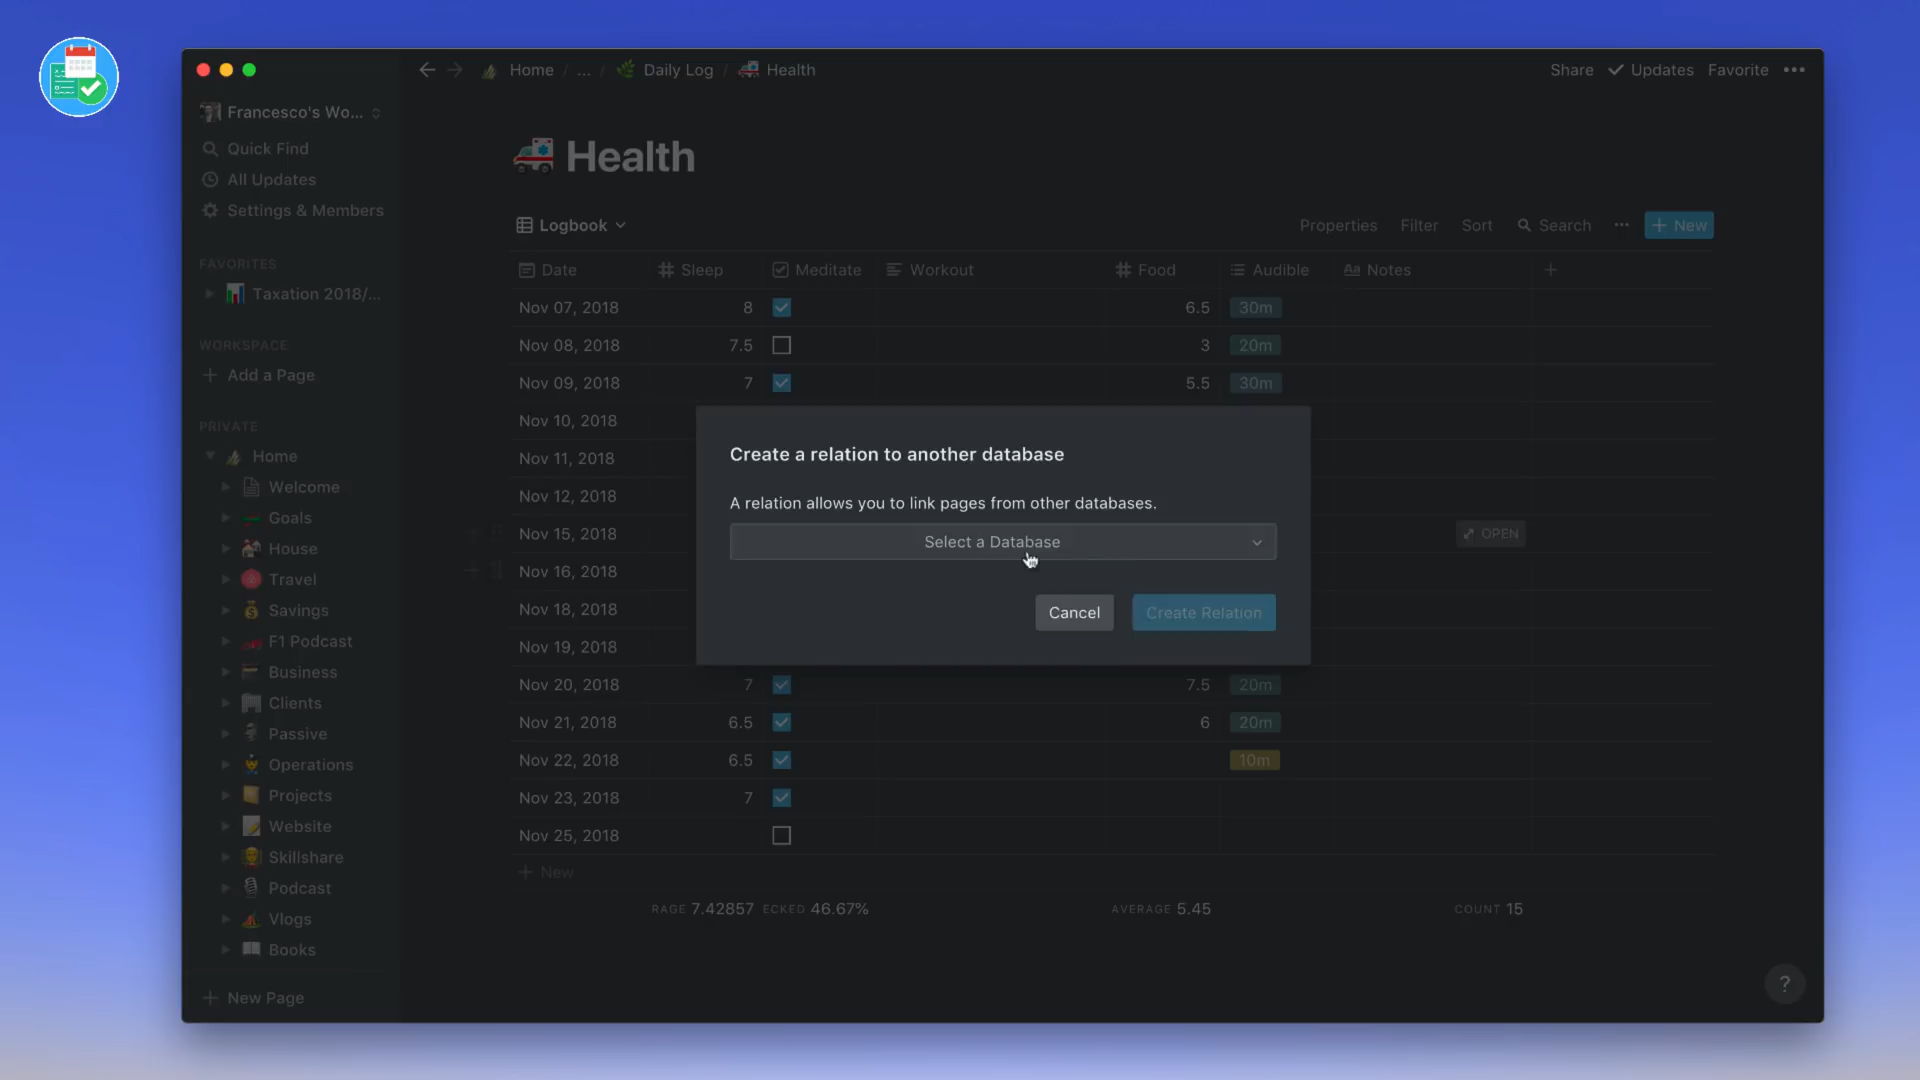 Home / ... / Daily Log / Health
Share Updates Favorite
Francesco's Wo...
Quick Find
All Updates
Settings & Members
FAVORITES
Taxation 2018/...
WORKSPACE
+ Add a Page
PRIVATE
Home
Welcome
Goals
House
Travel
Savings
F1 Podcast
Business
Clients
Passive
Operations
Projects
Website
Skillshare
Podcast
Vlogs
Books
+ New Page
Health
Logbook
Properties Filter Sort Search ... + New
Date # Sleep Meditate Workout # Food Audible Aa Notes +
Nov 07, 2018 8 6.5 30m
Nov 08, 2018 7.5 3 20m
Nov 09, 2018 7 5.5 30m
Nov 10, 2018
Nov 11, 2018
Nov 12, 2018
Nov 15, 2018 OPEN
Nov 16, 2018
Nov 18, 2018
Nov 19, 2018
Nov 20, 2018 7 7.5 20m
Nov 21, 2018 6.5 6 20m
Nov 22, 2018 6.5 10m
Nov 23, 2018 7
Nov 25, 2018
+ New
RAGE 7.42857 ECKED 46.67% AVERAGE 5.45 COUNT 15
Create a relation to another database
A relation allows you to link pages from other databases.
Select a Database
Cancel Create Relation
?